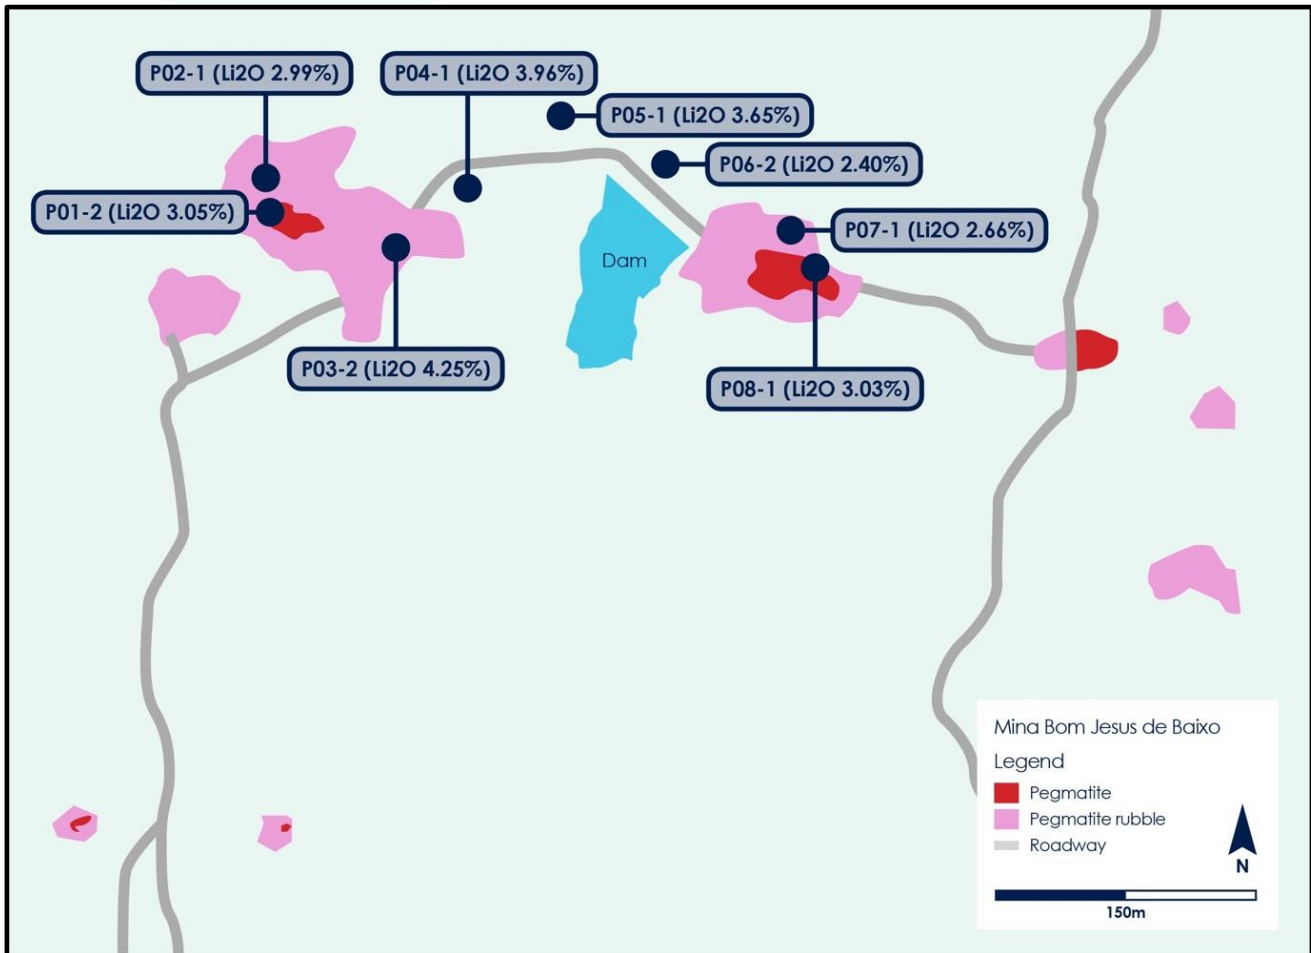 P02-1 (Li2O 2.99%)
P04-1 (Li2O 3.96%)
P05-1 (Li2O 3.65%)
P06-2 (Li2O 2.40%)
P01-2 (Li2O 3.05%)
P07-1 (Li2O 2.66%)
Dam
P03-2 (Li2O 4.25%)
P08-1 (Li2O 3.03%)
Mina Bom Jesus de Baixo
Legend
Pegmatite
Pegmatite rubble
Roadway
N
150m